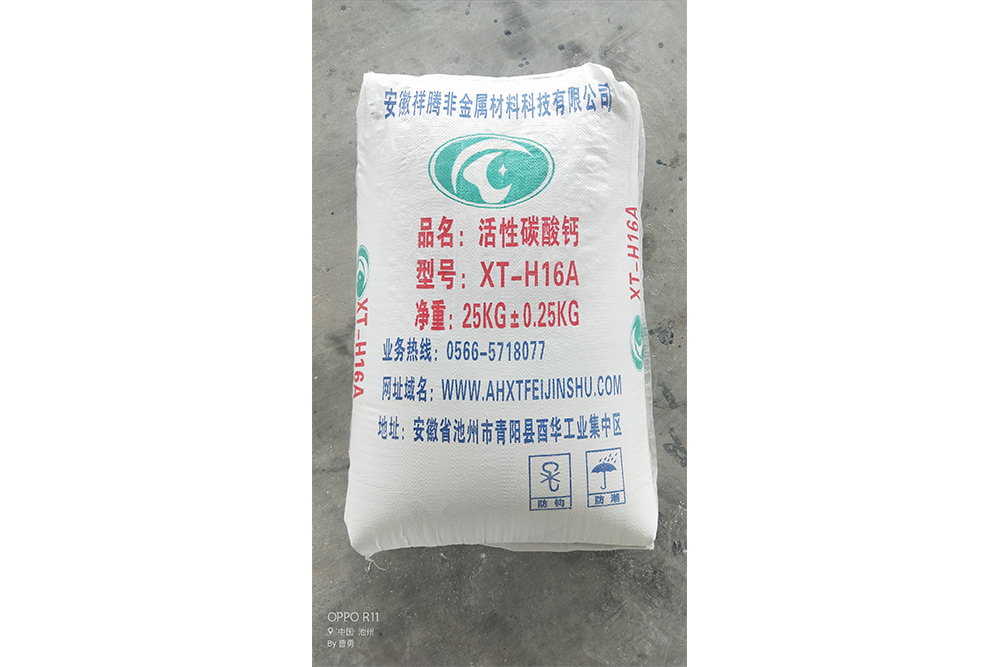 安徽祥腾非金属材料科技有限公司
品名：活性碳酸钙
型号：XT-H16A
净重：25KG±0.25KG
业务热线：0566-5718077
网址域名：WWW.AHXTFEIJINSHU.COM
地址：安徽省池州市青阳县酉华工业集中区
防钩
防潮
XT-H16A
XT-H16A
OPPO R11
中国 池州
By 曹勇